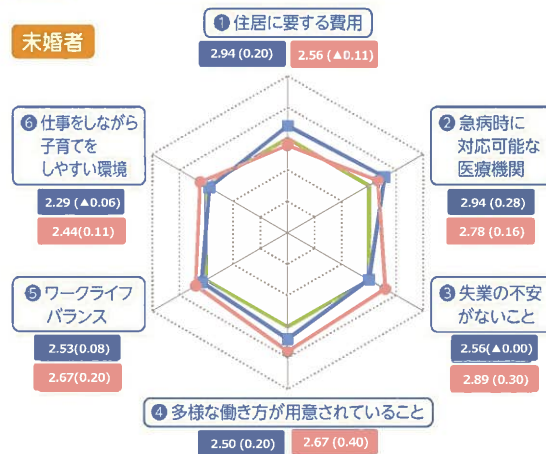 未婚者
❶ 住居に要する費用
2.94 (0.20)
2.56 (▲0.11)
❷ 急病時に
対応可能な
医療機関
2.94 (0.28)
2.78 (0.16)
❸ 失業の不安
がないこと
2.56(▲0.00)
2.89 (0.30)
❹ 多様な働き方が用意されていること
2.50 (0.20)
2.67 (0.40)
❺ ワークライフ
バランス
2.53(0.08)
2.67(0.20)
❻ 仕事をしながら
子育てを
しやすい環境
2.29 (▲0.06)
2.44(0.11)